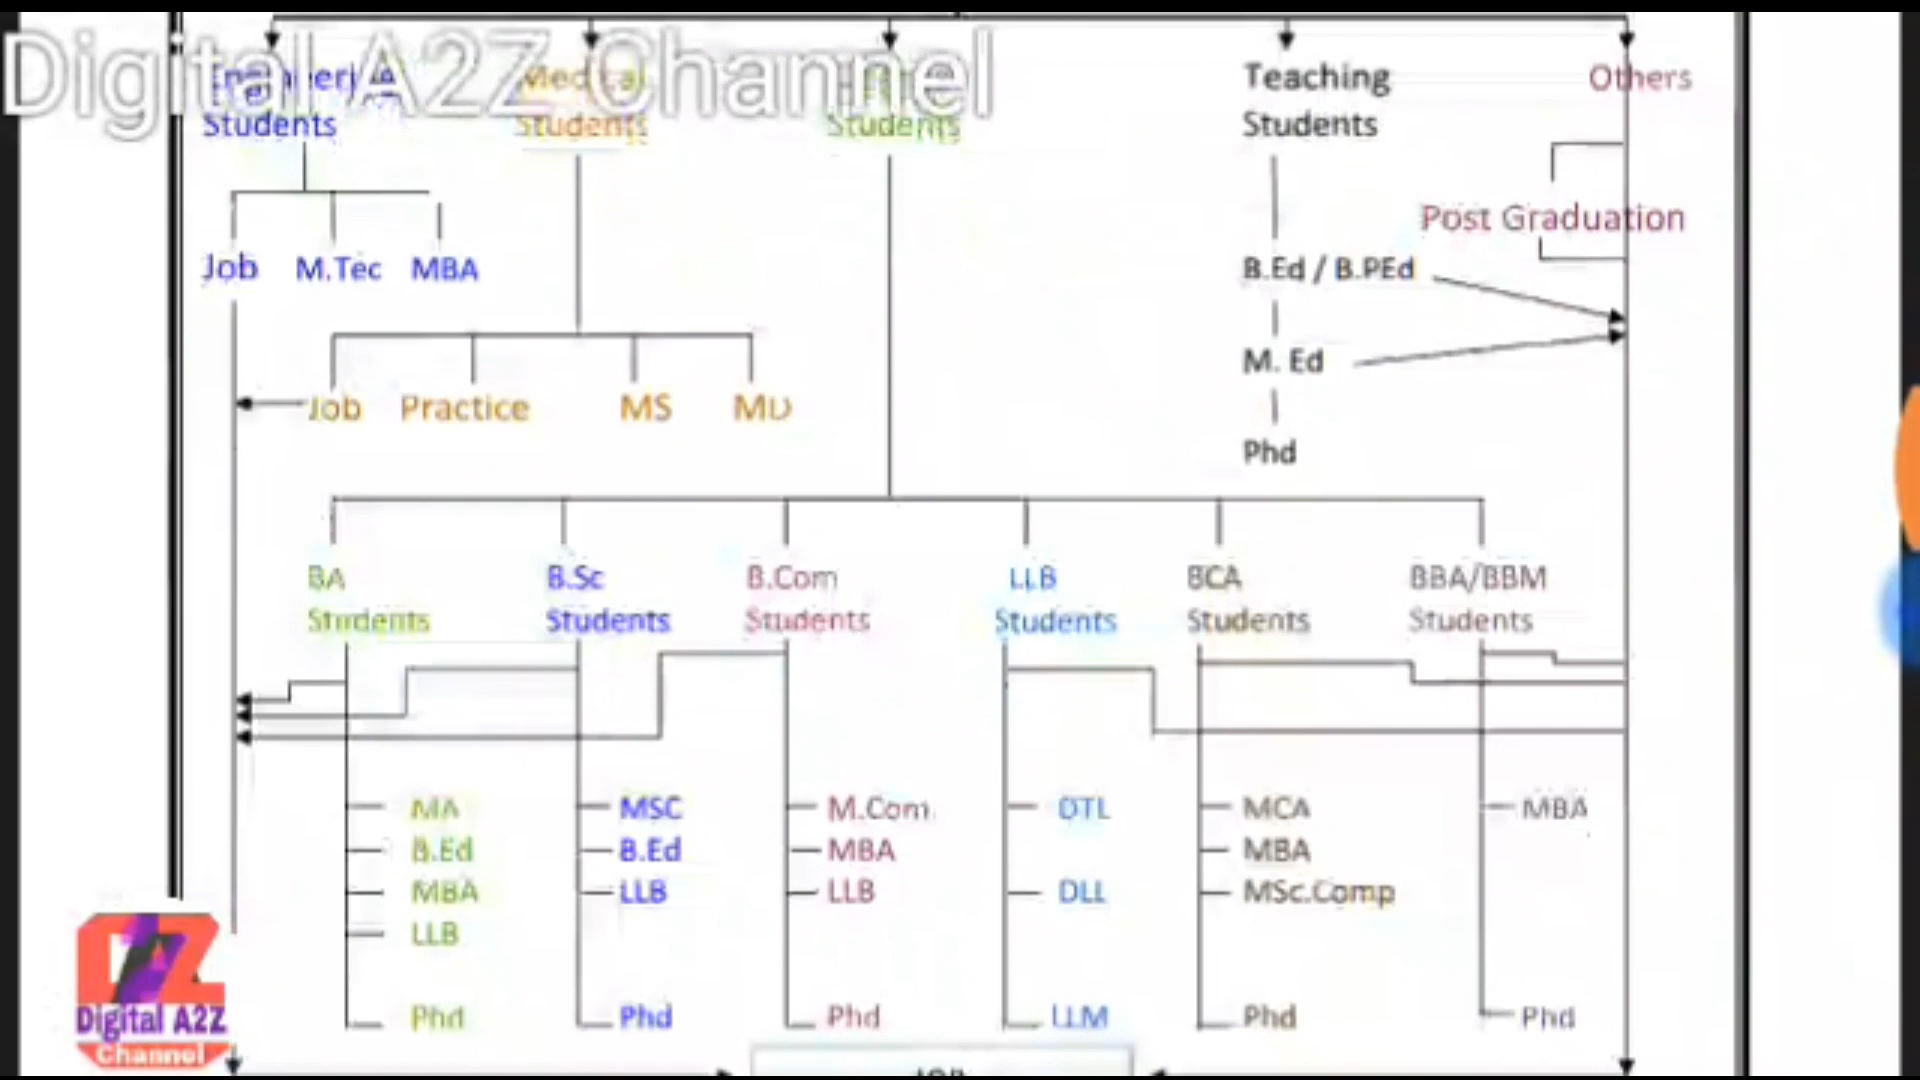 Digital A2Z Channel
Engineering Medical
Teaching Others
Students Students Students Students
Post Graduation
Job M.Tec MBA B.Ed / B.PEd
M. Ed
Job Practice MS MD
Phd
BA B.Sc B.Com LLB BCA BBA/BBM
Students Students Students Students Students Students
MA MSC M.Com. DTL MCA MBA
B.Ed B.Ed MBA MBA
MBA LLB LLB DLL MSc.Comp
LLB
Phd Phd Phd LLM Phd Phd
Digital A2Z
Channel